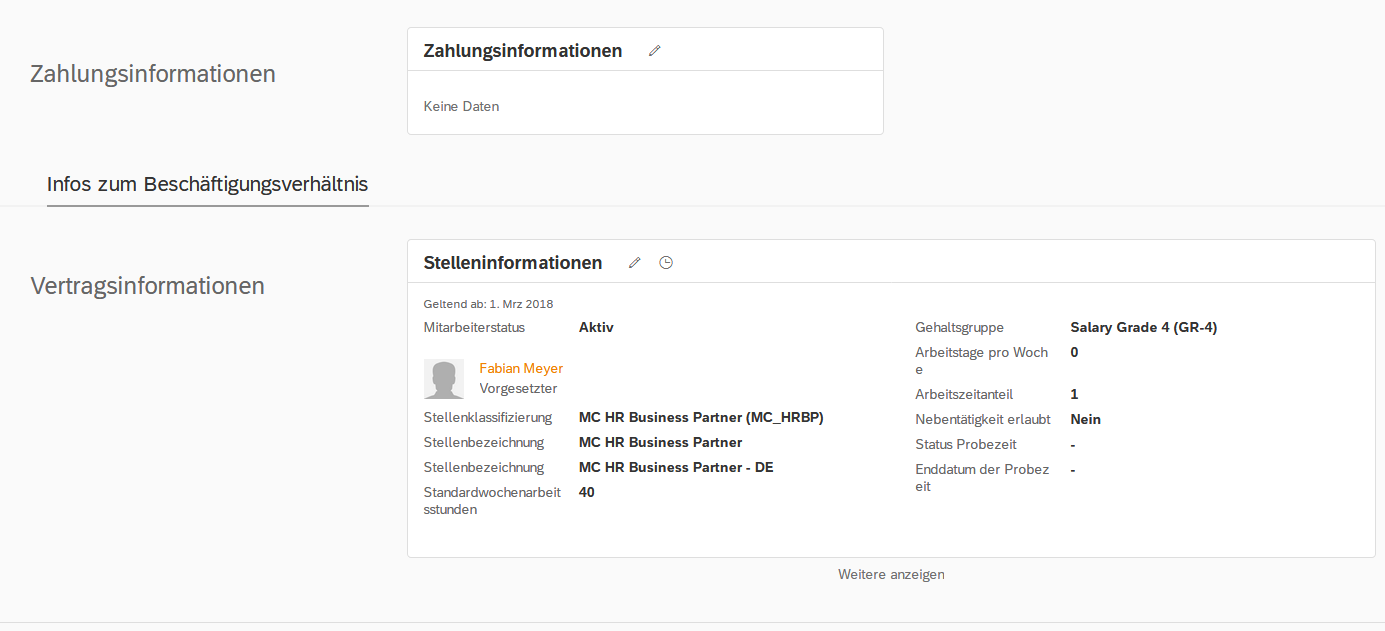 Zahlungsinformationen
Zahlungsinformationen
Keine Daten
Infos zum Beschäftigungsverhältnis
Vertragsinformationen
Stelleninformationen
Geltend ab: 1. Mrz 2018
Mitarbeiterstatus Aktiv
Fabian Meyer
Vorgesetzter
Stellenklassifizierung MC HR Business Partner (MC_HRBP)
Stellenbezeichnung MC HR Business Partner
Stellenbezeichnung MC HR Business Partner - DE
Standardwochenarbeit 40
sstunden
Gehaltsgruppe Salary Grade 4 (GR-4)
Arbeitstage pro Woch 0
e
Arbeitszeitanteil 1
Nebentätigkeit erlaubt Nein
Status Probezeit -
Enddatum der Probez -
eit
Weitere anzeigen